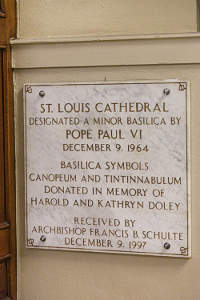 ST. LOUIS CATHEDRAL
DESIGNATED A MINOR BASILICA BY
POPE PAUL VI
DECEMBER 9, 1964
BASILICA SYMBOLS
CANOPEUM AND TINTINNABULUM
DONATED IN MEMORY OF
HAROLD AND KATHRYN DOLEY
RECEIVED BY
ARCHBISHOP FRANCIS B. SCHULTE
DECEMBER 9, 1997